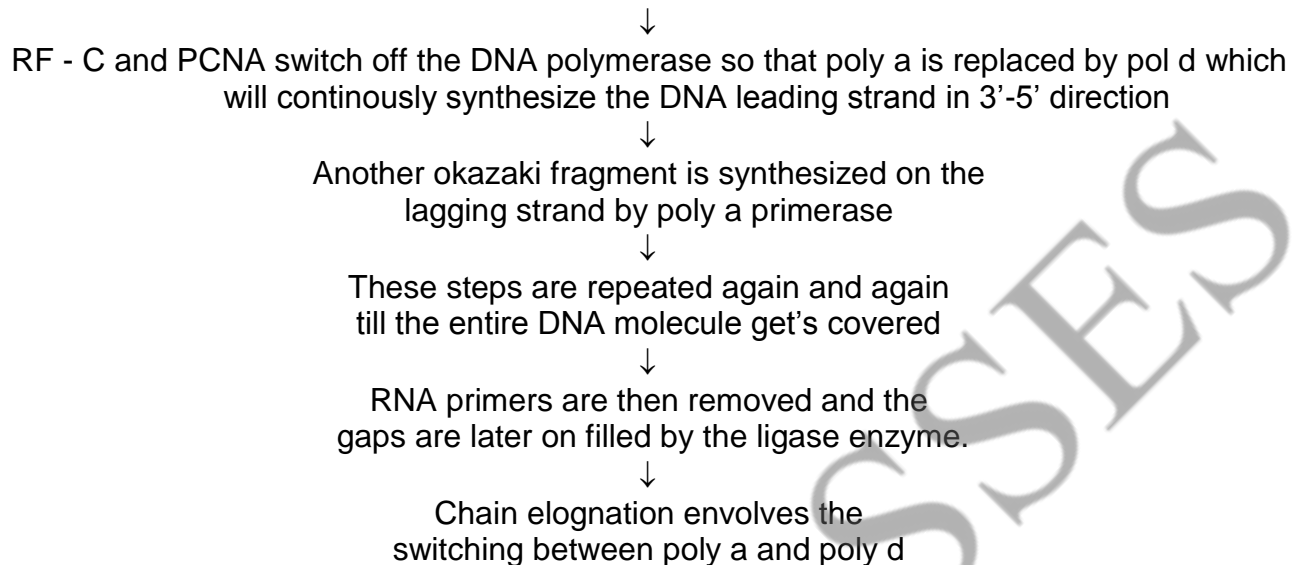 ↓
RF - C and PCNA switch off the DNA polymerase so that poly a is replaced by pol d which
will continously synthesize the DNA leading strand in 3’-5’ direction
↓
Another okazaki fragment is synthesized on the
lagging strand by poly a primerase
↓
These steps are repeated again and again
till the entire DNA molecule get’s covered
↓
RNA primers are then removed and the
gaps are later on filled by the ligase enzyme.
↓
Chain elognation envolves the
switching between poly a and poly d
SSES